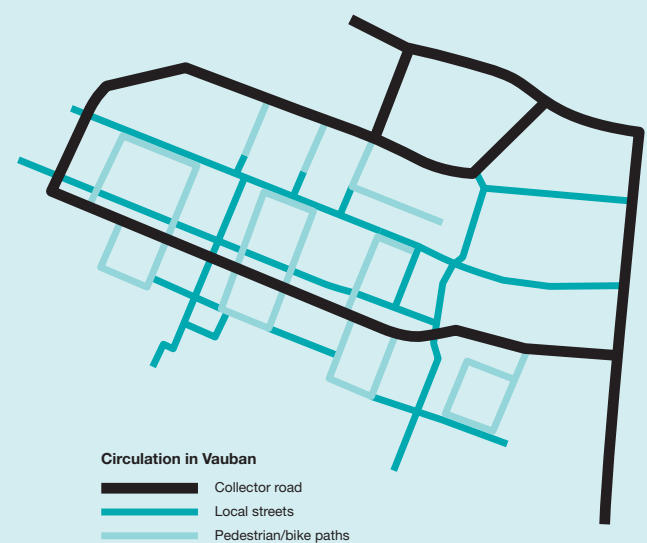 Circulation in Vauban
Collector road
Local streets
Pedestrian/bike paths